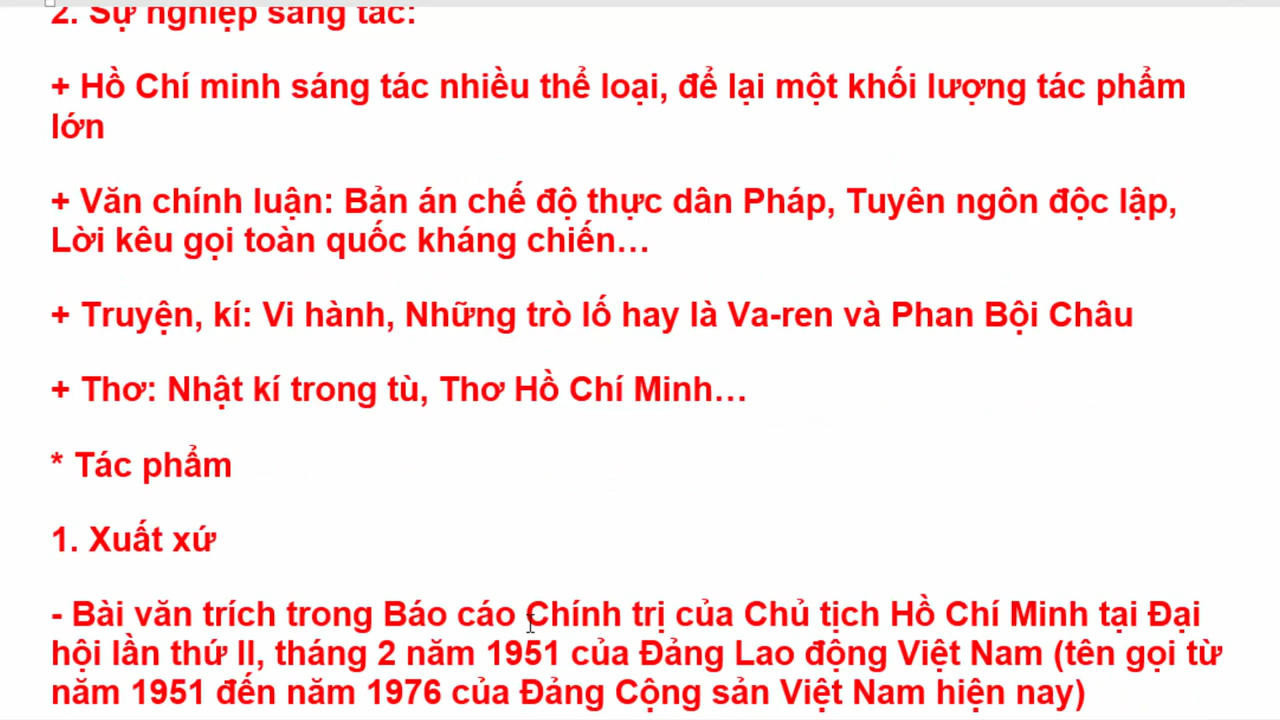 2. Sự nghiệp sáng tác:
+ Hồ Chí minh sáng tác nhiều thể loại, để lại một khối lượng tác phẩm
lớn
+ Văn chính luận: Bản án chế độ thực dân Pháp, Tuyên ngôn độc lập,
Lời kêu gọi toàn quốc kháng chiến…
+ Truyện, kí: Vi hành, Những trò lố hay là Va-ren và Phan Bội Châu
+ Thơ: Nhật kí trong tù, Thơ Hồ Chí Minh…
* Tác phẩm
1. Xuất xứ
- Bài văn trích trong Báo cáo Chính trị của Chủ tịch Hồ Chí Minh tại Đại
hội lần thứ II, tháng 2 năm 1951 của Đảng Lao động Việt Nam (tên gọi từ
năm 1951 đến năm 1976 của Đảng Cộng sản Việt Nam hiện nay)